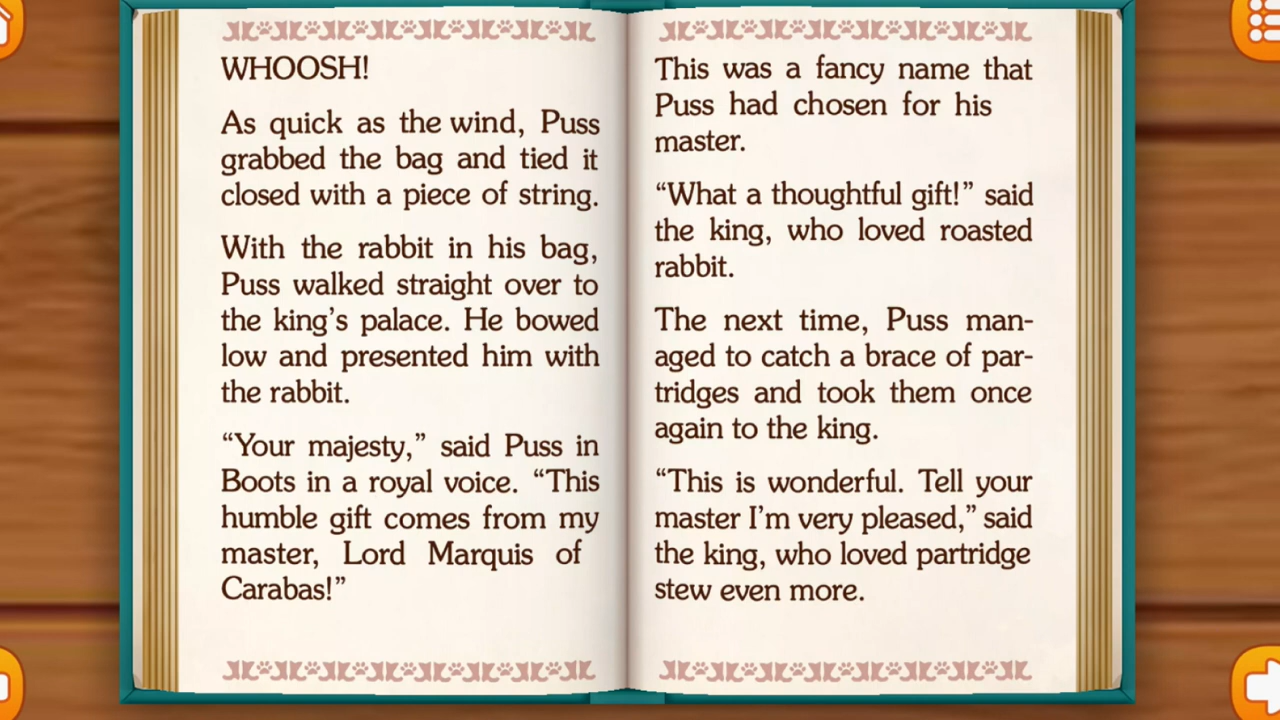 WHOOSH!
As quick as the wind, Puss
grabbed the bag and tied it
closed with a piece of string.
With the rabbit in his bag,
Puss walked straight over to
the king's palace. He bowed
low and presented him with
the rabbit.
“Your majesty,” said Puss in
Boots in a royal voice. “This
humble gift comes from my
master, Lord Marquis of
Carabas!”
This was a fancy name that
Puss had chosen for his
master.
“What a thoughtful gift!” said
the king, who loved roasted
rabbit.
The next time, Puss man-
aged to catch a brace of par-
tridges and took them once
again to the king.
“This is wonderful. Tell your
master I'm very pleased,” said
the king, who loved partridge
stew even more.